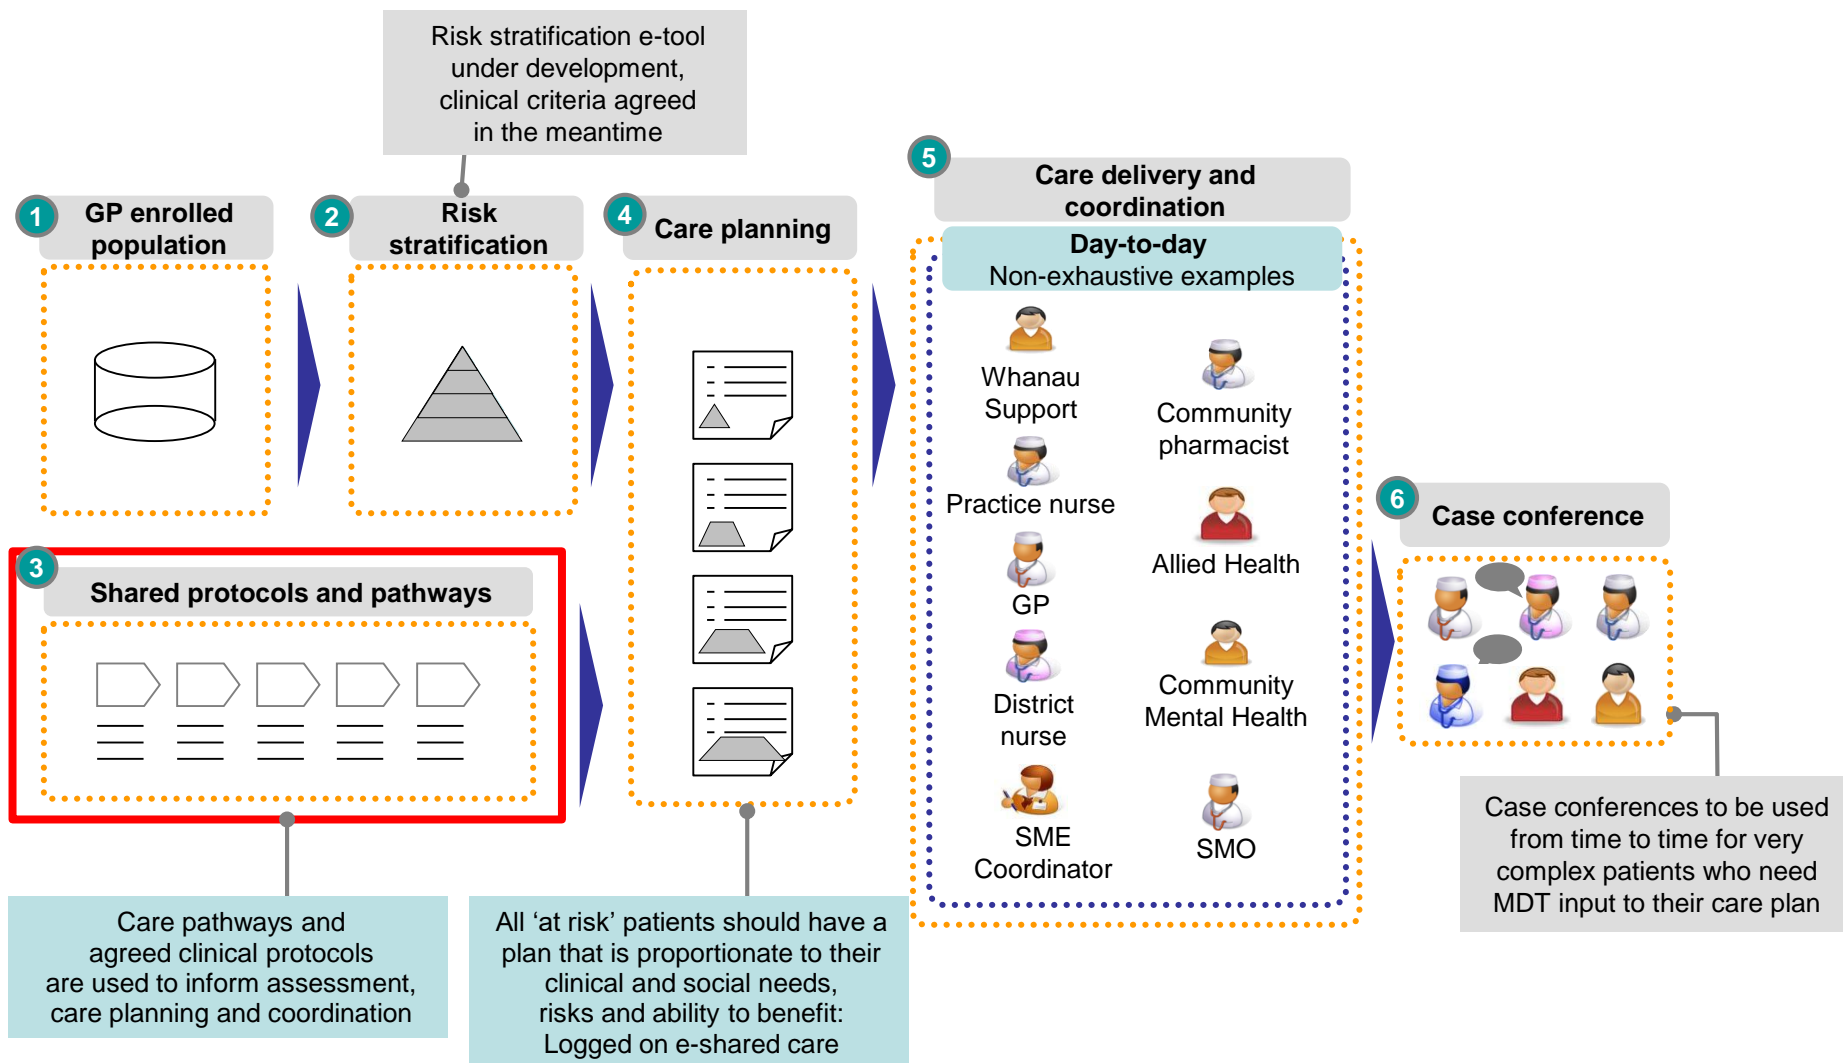 Risk stratification e-tool
under development,
clinical criteria agreed
in the meantime
1
GP enrolled
population
2
Risk
stratification
4
Care planning
5
Care delivery and
coordination
Day-to-day
Non-exhaustive examples
Whanau
Support
Community
pharmacist
Practice nurse
Allied Health
GP
District
nurse
Community
Mental Health
SME
Coordinator
SMO
6
Case conference
3
Shared protocols and pathways
Care pathways and
agreed clinical protocols
are used to inform assessment,
care planning and coordination
All ‘at risk’ patients should have a
plan that is proportionate to their
clinical and social needs,
risks and ability to benefit:
Logged on e-shared care
Case conferences to be used
from time to time for very
complex patients who need
MDT input to their care plan